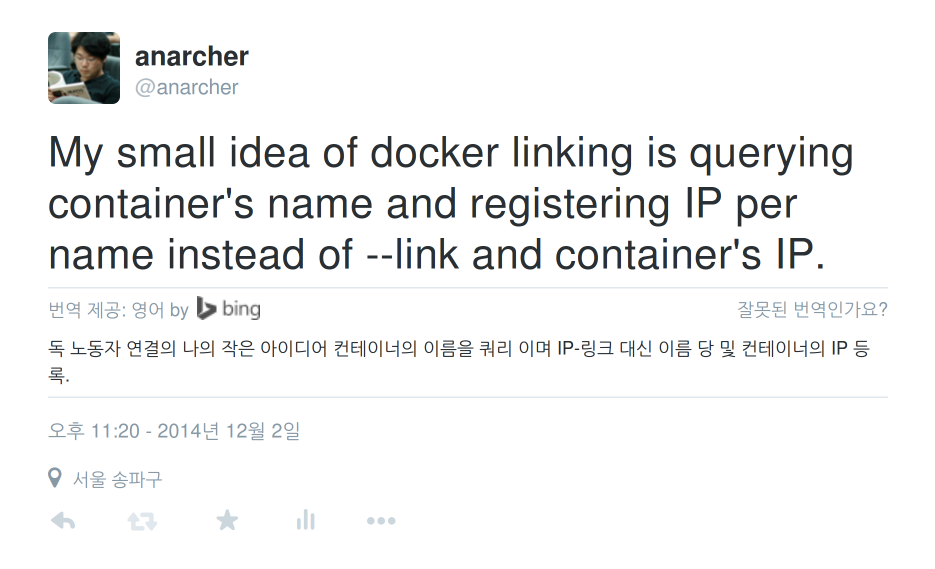 anarcher
@anarcher
My small idea of docker linking is querying
container's name and registering IP per
name instead of --link and container's IP.
번역 제공: 영어 by bing
잘못된 번역인가요?
독 노동자 연결의 나의 작은 아이디어 컨테이너의 이름을 쿼리 이며 IP-링크 대신 이름 당 및 컨테이너의 IP 등
록.
오후 11:20 - 2014년 12월 2일
서울 송파구